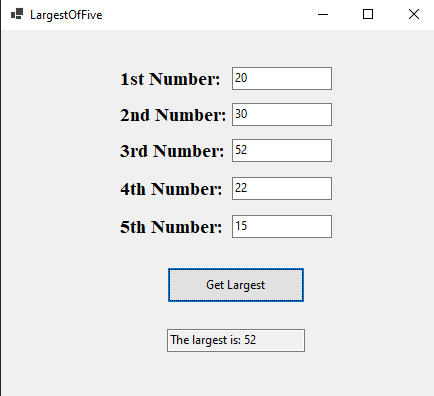 LargestOfFive
1st Number: 20
2nd Number: 30
3rd Number: 52
4th Number: 22
5th Number: 15
Get Largest
The largest is: 52